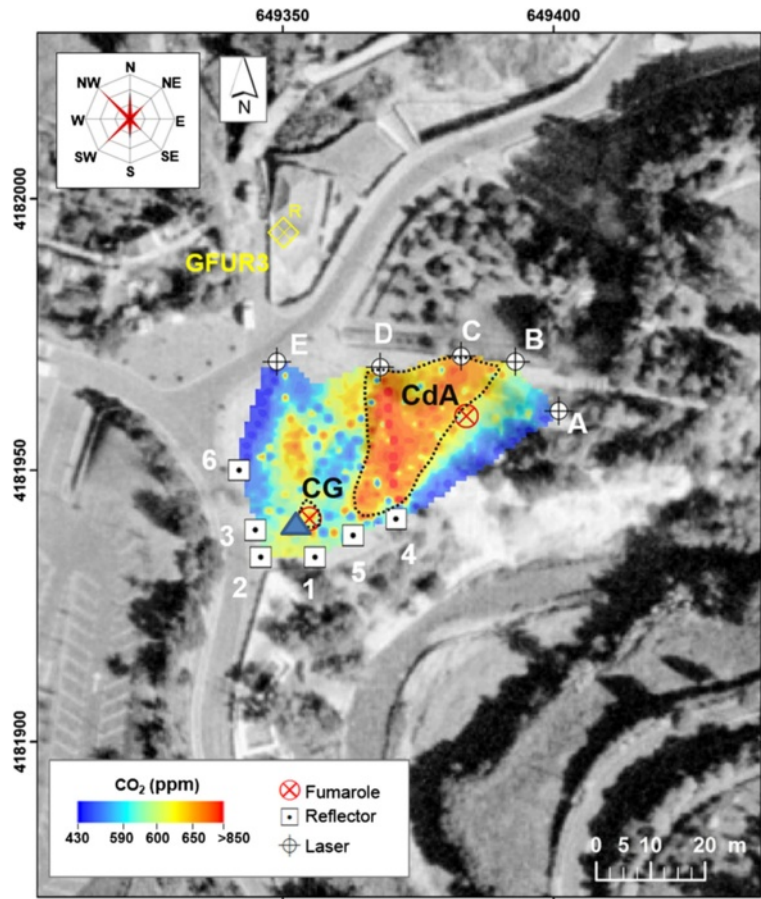 649350 649400
N
NW NE
W E
SW SE
S
N
4182000
R
GFUR3
E D C B
CdA A
6 4181950
CG
3
2 1 5 4
4181900
CO₂ (ppm)
430 590 600 650 >850
Fumarole
Reflector
Laser
0 5 10 20 m